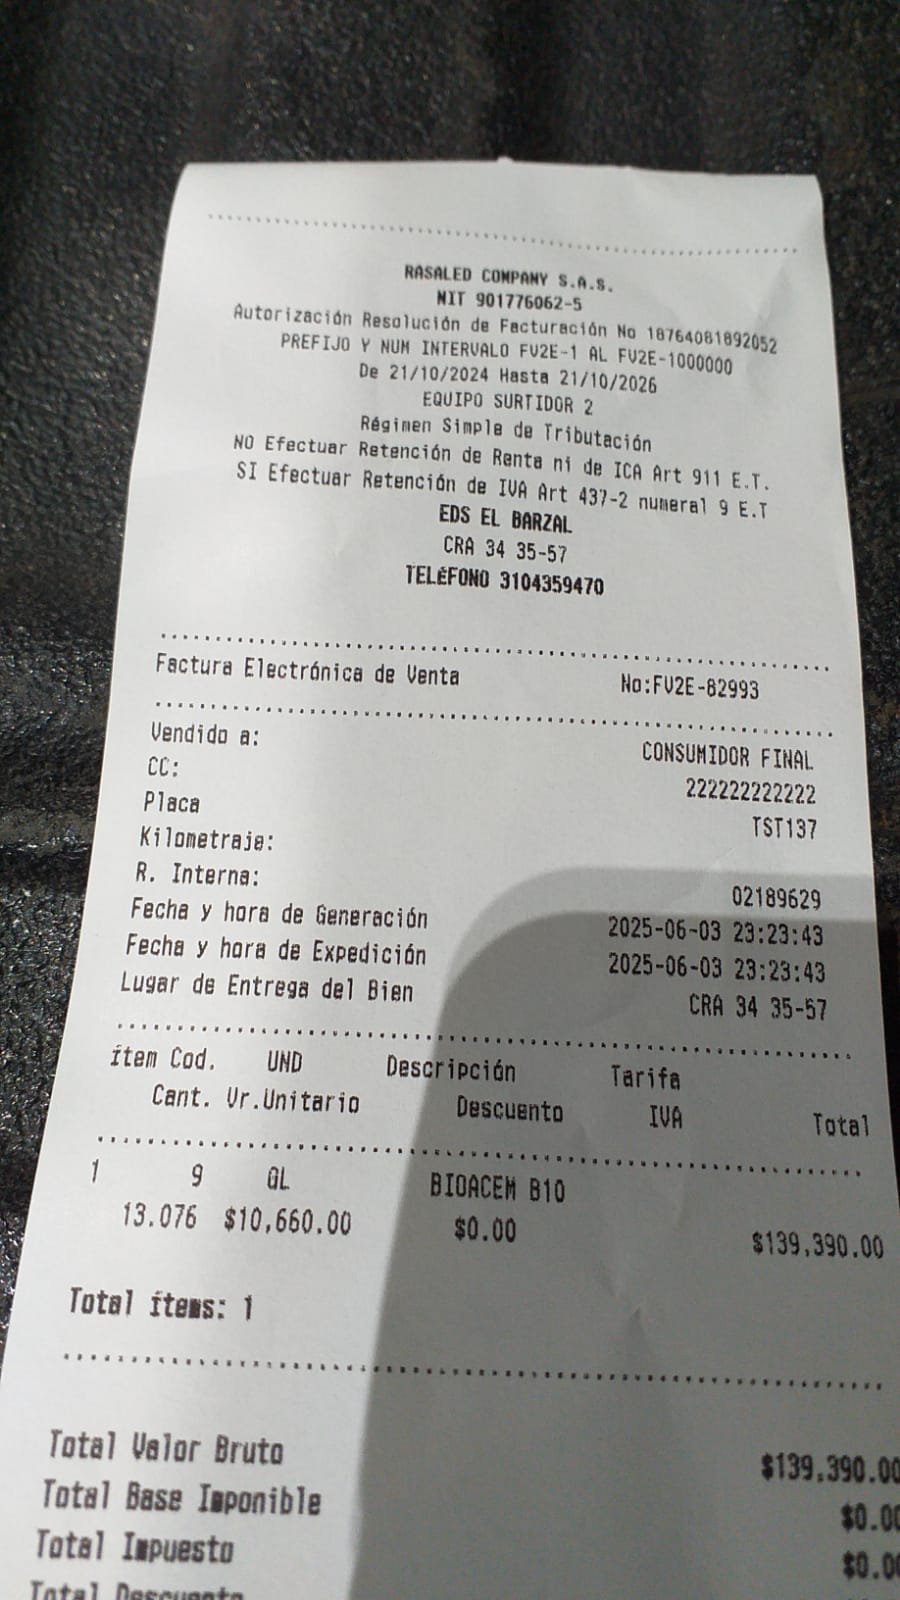 RASALED COMPANY S.A.S.
NIT 901776062-5
Autorización Resolución de Facturación No 18764081892052
PREFIJO Y NUM INTERVALO FV2E-1 AL FV2E-1000000
De 21/10/2024 Hasta 21/10/2026
EQUIPO SURTIDOR 2
Régimen Simple de Tributación
NO Efectuar Retención de Renta ni de ICA Art 911 E.T.
SI Efectuar Retención de IVA Art 437-2 numeral 9 E.T
EDS EL BARZAL
CRA 34 35-57
TELÉFONO 3104359470
Factura Electrónica de Venta No:FV2E-82993
Vendido a: CONSUMIDOR FINAL
CC: 222222222222
Placa TST137
Kilometraje:
R. Interna: 02189629
Fecha y hora de Generación 2025-06-03 23:23:43
Fecha y hora de Expedición 2025-06-03 23:23:43
Lugar de Entrega del Bien CRA 34 35-57
ítem Cod. UND Descripción Tarifa
Cant. Vr.Unitario Descuento IVA Total
1 9 GL BIOACEM B10
13.076 $10,660.00 $0.00 $139,390.00
Total ítems: 1
Total Valor Bruto $139,390.00
Total Base Imponible $0.00
Total Impuesto $0.00
Total Descuento